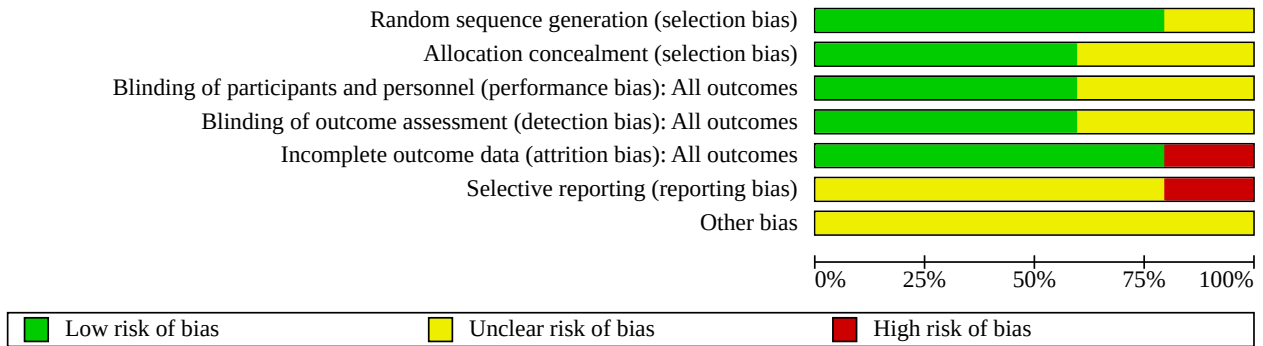 Random sequence generation (selection bias)
Allocation concealment (selection bias)
Blinding of participants and personnel (performance bias): All outcomes
Blinding of outcome assessment (detection bias): All outcomes
Incomplete outcome data (attrition bias): All outcomes
Selective reporting (reporting bias)
Other bias
0% 25% 50% 75% 100%
Low risk of bias Unclear risk of bias High risk of bias